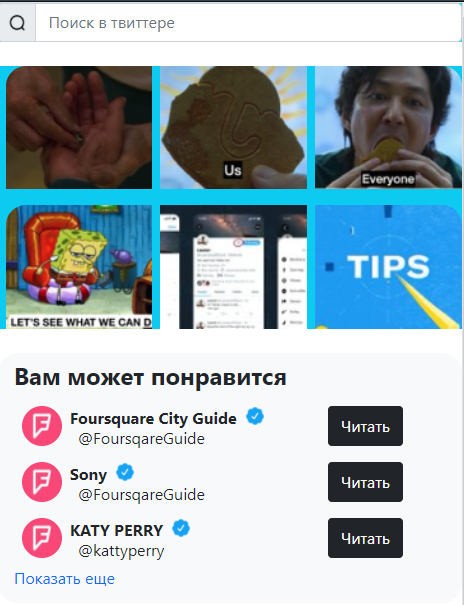 Поиск в твиттере
Us
Everyone
LET'S SEE WHAT WE CAN D
TIPS
Вам может понравится
Foursquare City Guide
@FoursqareGuide
Читать
Sony
@FoursqareGuide
Читать
KATY PERRY
@kattyperry
Читать
Показать еще